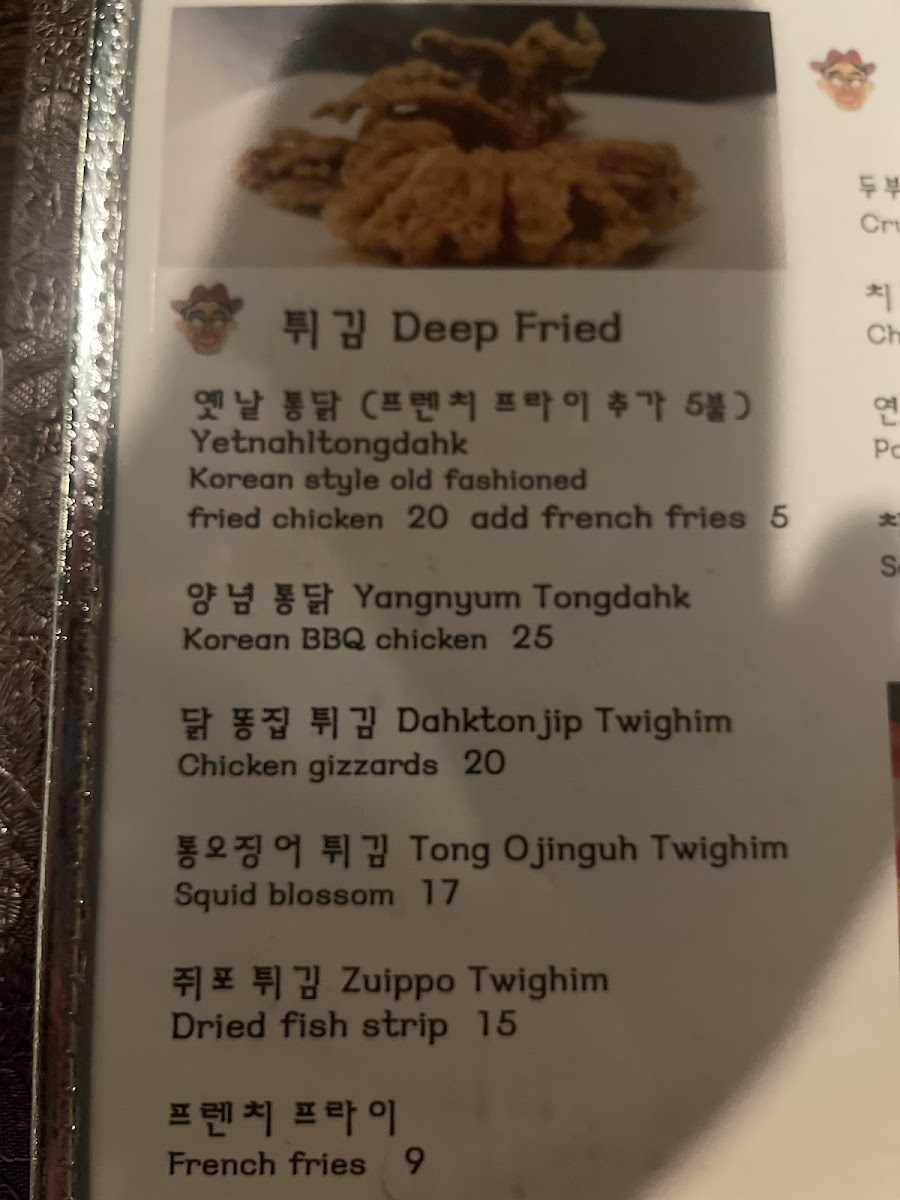 튀김 Deep Fried
옛날 통닭 (프렌치 프라이 추가 5불)
Yetnahltongdahk
Korean style old fashioned
fried chicken 20 add french fries 5
양념 통닭 Yangnyum Tongdahk
Korean BBQ chicken 25
닭 똥집 튀김 Dahktonjip Twighim
Chicken gizzards 20
통오징어 튀김 Tong Ojinguh Twighim
Squid blossom 17
쥐포 튀김 Zuippo Twighim
Dried fish strip 15
프렌치 프라이
French fries 9
두부
치
연